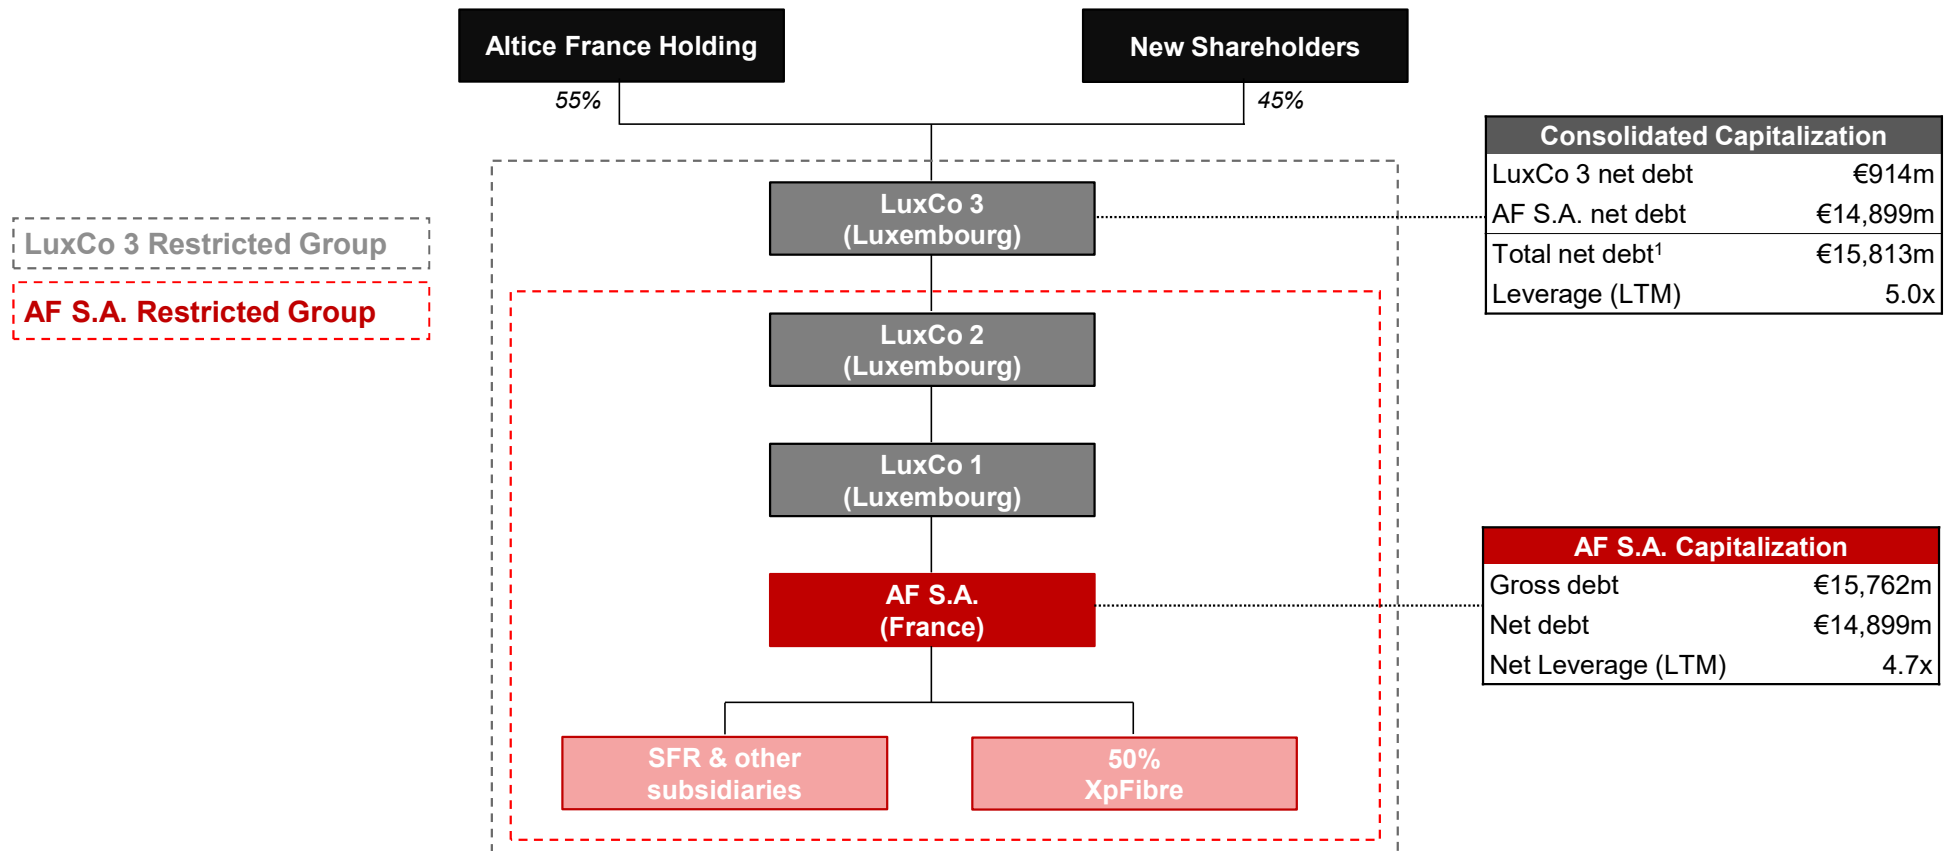 Altice France Holding
New Shareholders
55%
45%
Consolidated Capitalization
LuxCo 3 net debt €914m
AF S.A. net debt €14,899m
Total net debt¹ €15,813m
Leverage (LTM) 5.0x
LuxCo 3 Restricted Group
AF S.A. Restricted Group
LuxCo 3
(Luxembourg)
LuxCo 2
(Luxembourg)
LuxCo 1
(Luxembourg)
AF S.A.
(France)
AF S.A. Capitalization
Gross debt €15,762m
Net debt €14,899m
Net Leverage (LTM) 4.7x
SFR & other
subsidiaries
50%
XpFibre